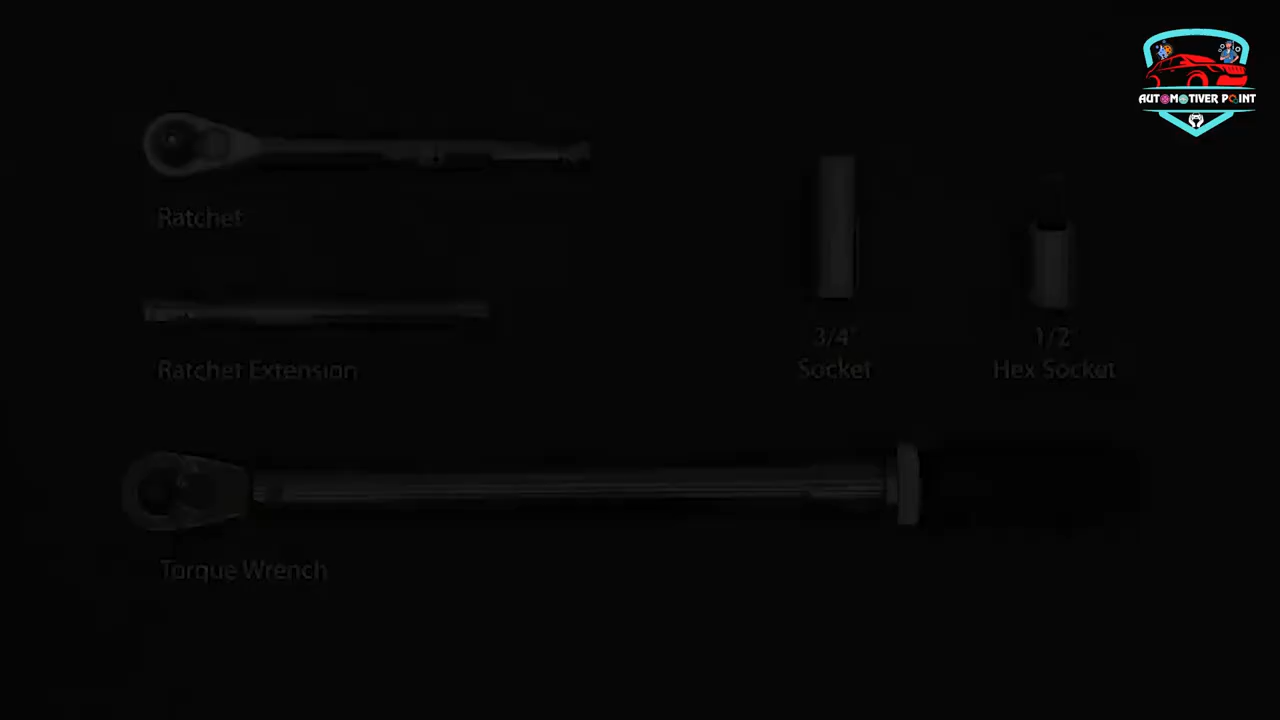 AUTOMOTIVER POINT
Ratchet
3/4"
Socket
1/2"
Hex Socket
Ratchet Extension
Torque Wrench